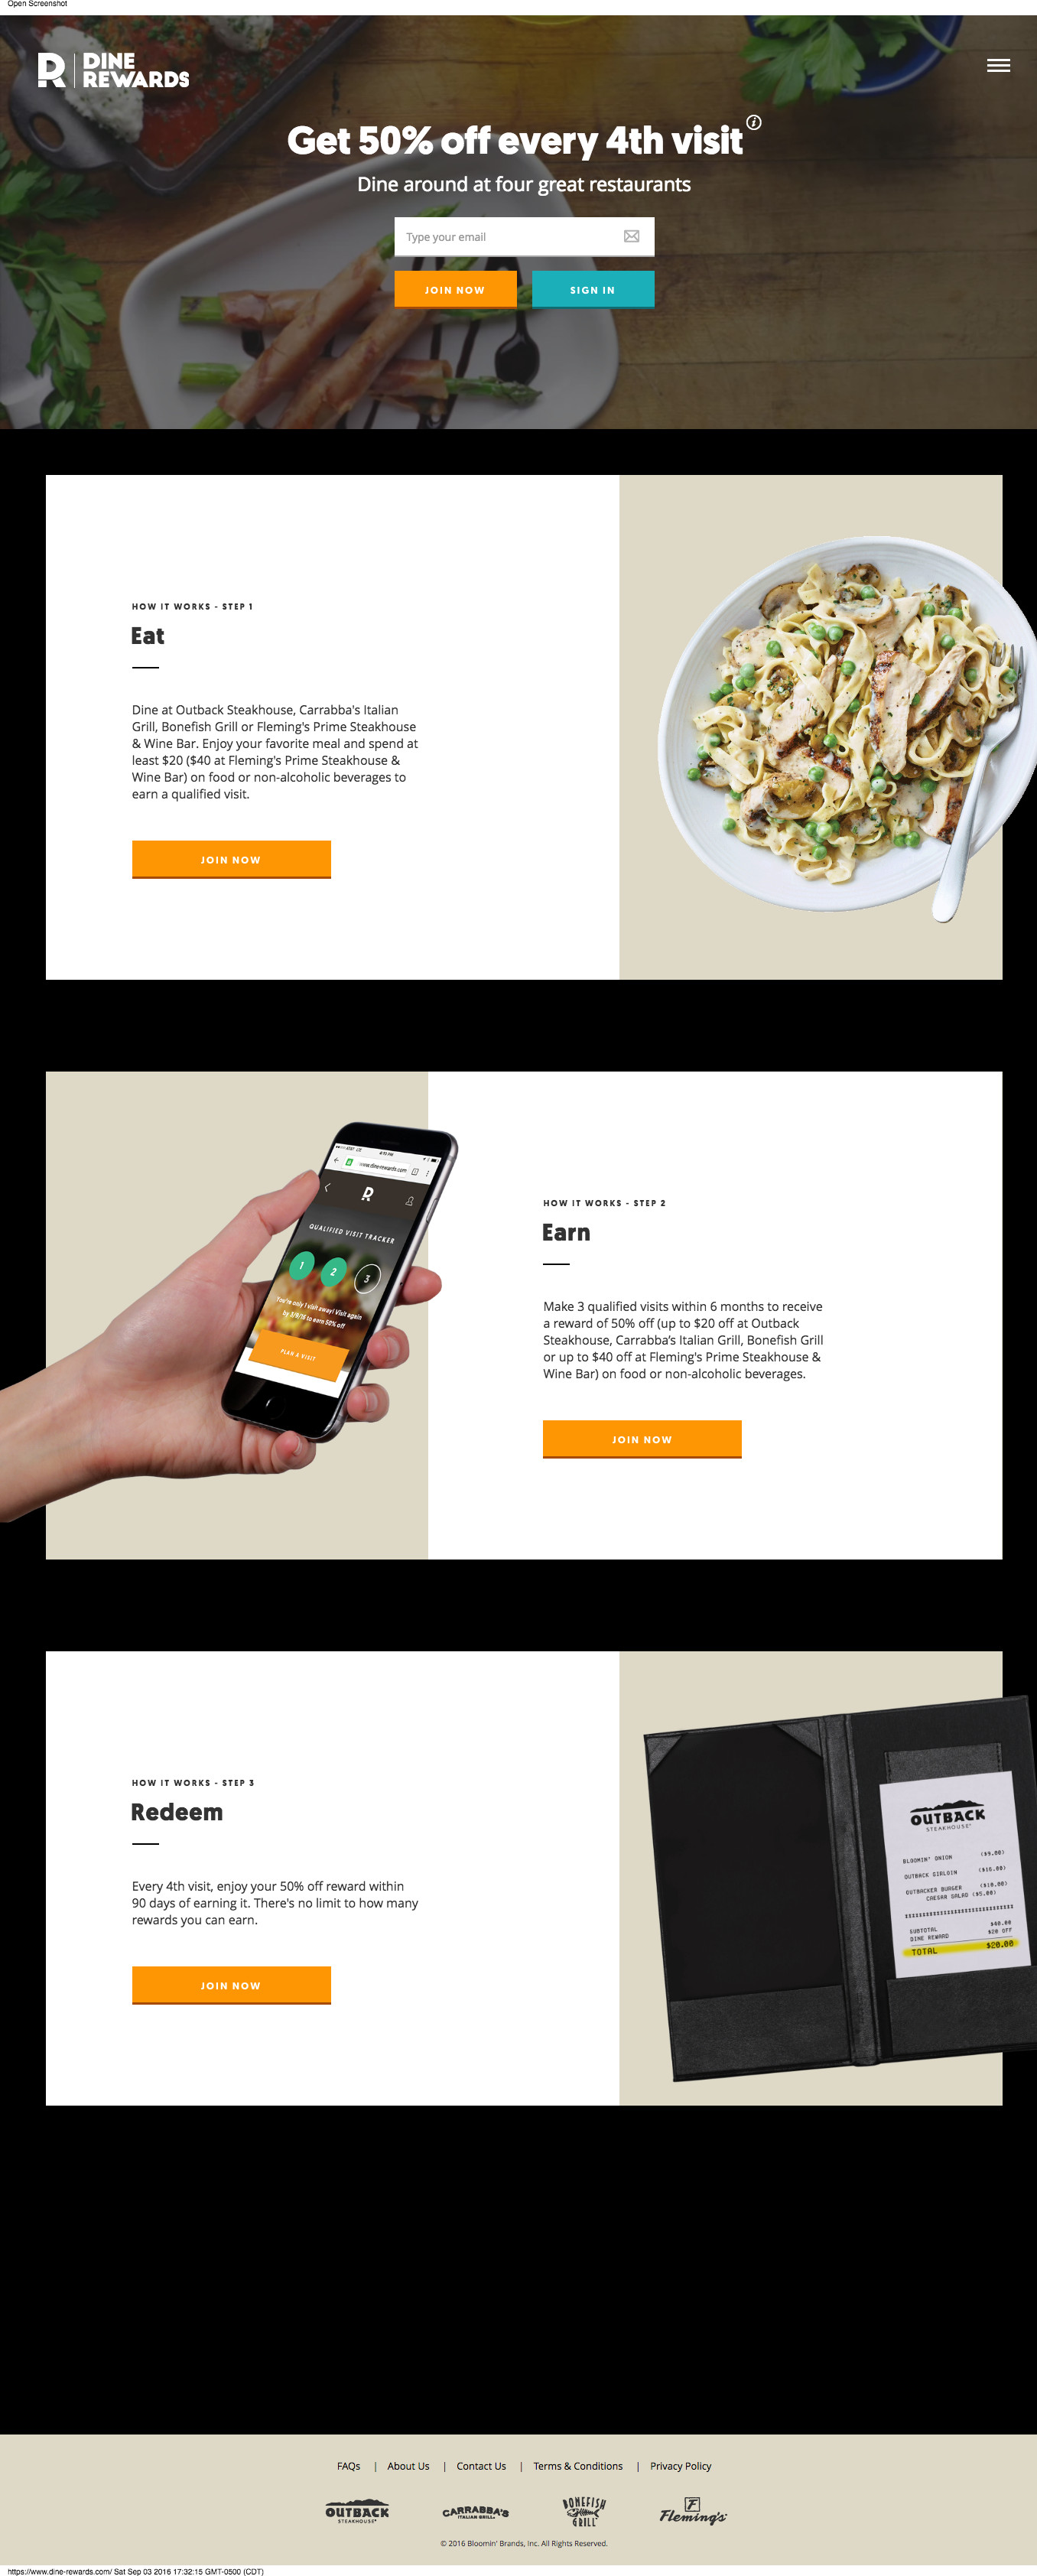 Open Screenshot
R DINE
REWARDS
Get 50% off every 4th visit
Dine around at four great restaurants
Type your email
JOIN NOW
SIGN IN
HOW IT WORKS - STEP 1
Eat
Dine at Outback Steakhouse, Carrabba's Italian
Grill, Bonefish Grill or Fleming's Prime Steakhouse
& Wine Bar. Enjoy your favorite meal and spend at
least $20 ($40 at Fleming's Prime Steakhouse &
Wine Bar) on food or non-alcoholic beverages to
earn a qualified visit.
JOIN NOW
www.dine-rewards.com
R
QUALIFIED VISIT TRACKER
1 2 3
You're only 1 visit away! Visit again
by 3/9/16 to earn 50% off
PLAN A VISIT
HOW IT WORKS - STEP 2
Earn
Make 3 qualified visits within 6 months to receive
a reward of 50% off (up to $20 off at Outback
Steakhouse, Carrabba's Italian Grill, Bonefish Grill
or up to $40 off at Fleming's Prime Steakhouse &
Wine Bar) on food or non-alcoholic beverages.
JOIN NOW
HOW IT WORKS - STEP 3
Redeem
Every 4th visit, enjoy your 50% off reward within
90 days of earning it. There's no limit to how many
rewards you can earn.
JOIN NOW
OUTBACK
STEAKHOUSE
BLOOMIN' ONION ($9.00)
OUTBACK SIRLOIN ($16.00)
OUTBACKER BURGER ($10.00)
CAESAR SALAD ($5.00)
SUBTOTAL $40.00
DINE REWARD $20 OFF
TOTAL $20.00
FAQs | About Us | Contact Us | Terms & Conditions | Privacy Policy
OUTBACK
STEAKHOUSE
CARRABBA'S
ITALIAN GRILL
BONEFISH
GRILL
F
Fleming's
© 2016 Bloomin' Brands, Inc. All Rights Reserved.
https://www.dine-rewards.com/ Sat Sep 03 2016 17:32:15 GMT-0500 (CDT)